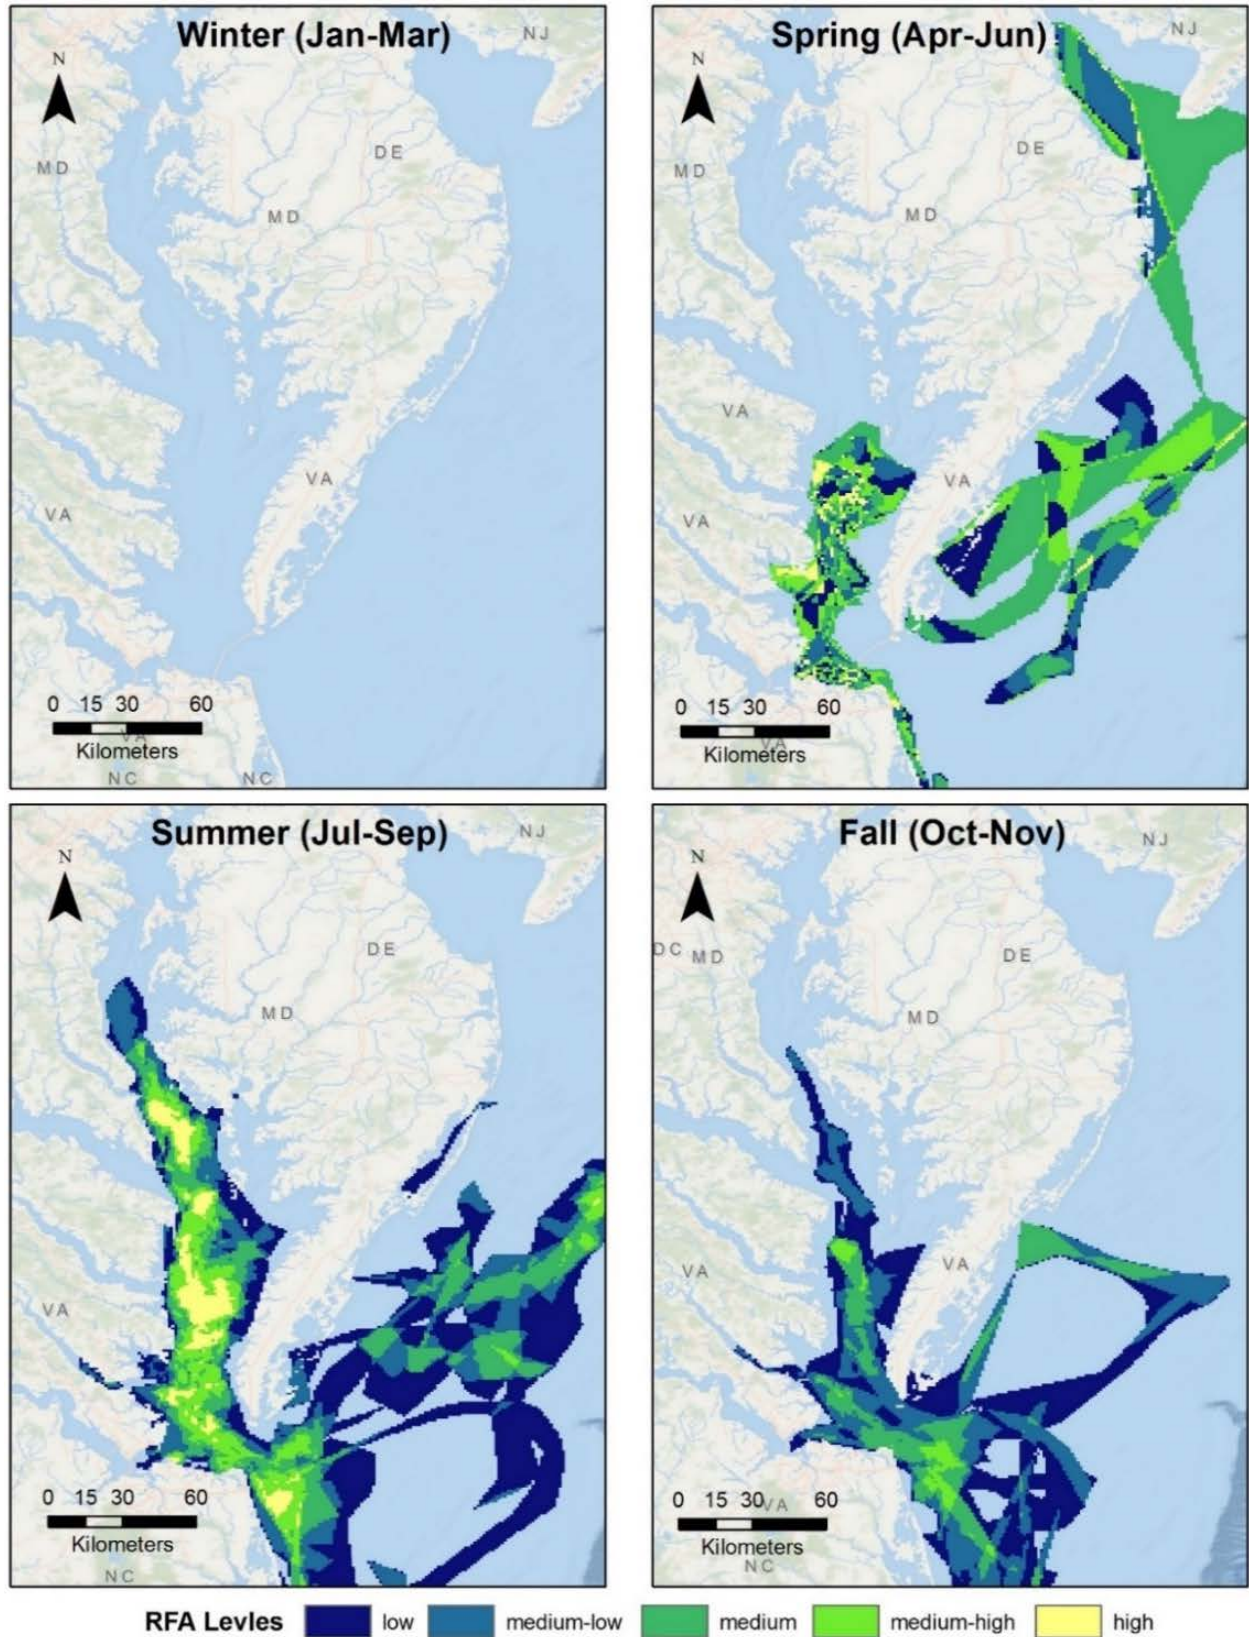 Winter (Jan-Mar)
NJ
N
DE
MD
MD
VA
VA
0 15 30 60
Kilometers
VA
NC
NC
Spring (Apr-Jun)
NJ
N
DE
MD
MD
VA
VA
VA
0 15 30 60
Kilometers
VA
Summer (Jul-Sep)
NJ
N
DE
MD
VA
0 15 30 60
Kilometers
NC
Fall (Oct-Nov)
NJ
N
DC MD
DE
MD
VA
VA
0 15 30 60
VA
Kilometers
NC
RFA Levles low medium-low medium medium-high high